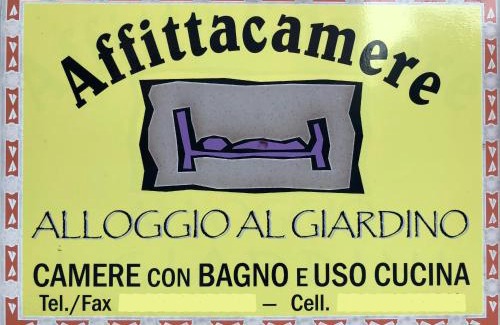 Affittacamere
ALLOGGIO AL GIARDINO
CAMERE CON BAGNO E USO CUCINA
Tel./Fax — Cell.